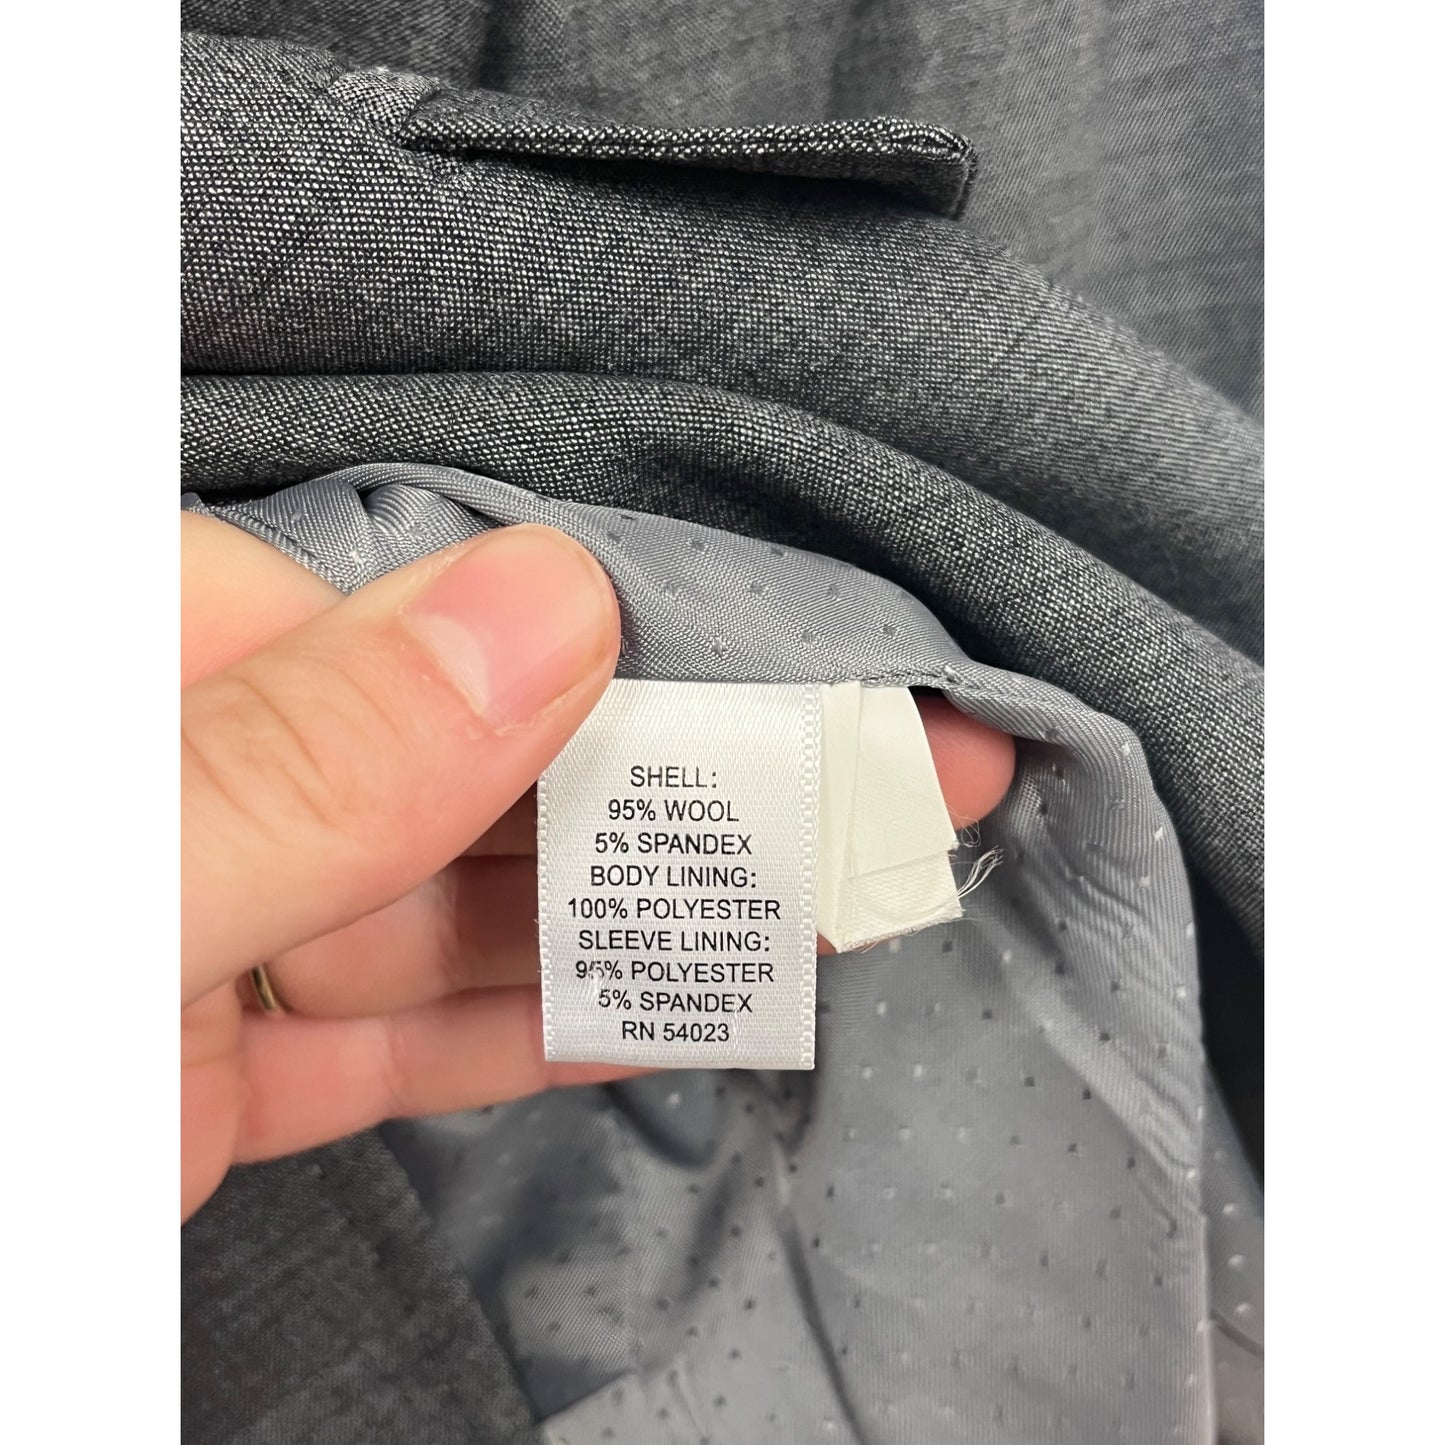 SHELL:
95% WOOL
5% SPANDEX
BODY LINING:
100% POLYESTER
SLEEVE LINING:
95% POLYESTER
5% SPANDEX
RN 54023